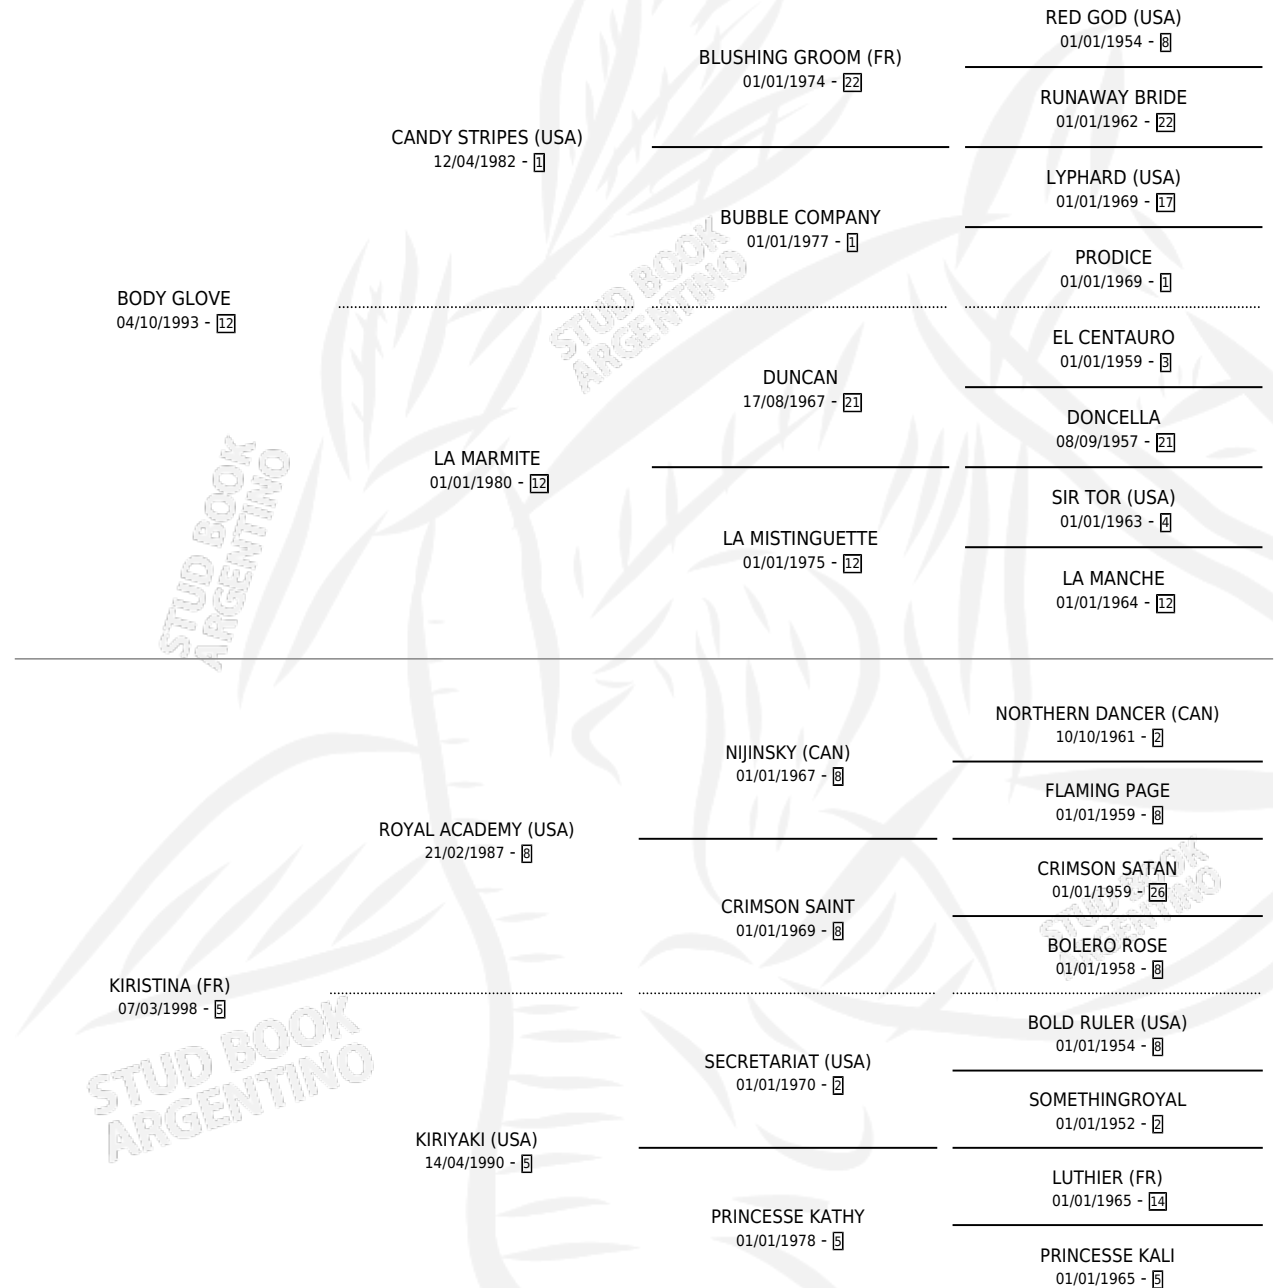 RED GOD (USA)
01/01/1954 - 8
BLUSHING GROOM (FR)
01/01/1974 - 22
RUNAWAY BRIDE
01/01/1962 - 22
CANDY STRIPES (USA)
12/04/1982 - 1
LYPHARD (USA)
01/01/1969 - 17
BUBBLE COMPANY
01/01/1977 - 1
PRODICE
01/01/1969 - 1
BODY GLOVE
04/10/1993 - 12
EL CENTAURO
01/01/1959 - 3
DUNCAN
17/08/1967 - 21
DONCELLA
08/09/1957 - 21
LA MARMITE
01/01/1980 - 12
SIR TOR (USA)
01/01/1963 - 4
LA MISTINGUETTE
01/01/1975 - 12
LA MANCHE
01/01/1964 - 12
NORTHERN DANCER (CAN)
10/10/1961 - 2
NIJINSKY (CAN)
01/01/1967 - 8
FLAMING PAGE
01/01/1959 - 8
ROYAL ACADEMY (USA)
21/02/1987 - 8
CRIMSON SATAN
01/01/1959 - 26
CRIMSON SAINT
01/01/1969 - 8
BOLERO ROSE
01/01/1958 - 8
KIRISTINA (FR)
07/03/1998 - 5
BOLD RULER (USA)
01/01/1954 - 8
SECRETARIAT (USA)
01/01/1970 - 2
SOMETHINGROYAL
01/01/1952 - 2
KIRIYAKI (USA)
14/04/1990 - 5
LUTHIER (FR)
01/01/1965 - 14
PRINCESSE KATHY
01/01/1978 - 5
PRINCESSE KALI
01/01/1965 - 5
STUD BOOK
ARGENTINO
STUD BOOK
ARGENTINO
STUD BOOK
ARGENTINO
STUD BOOK
ARGENTINO